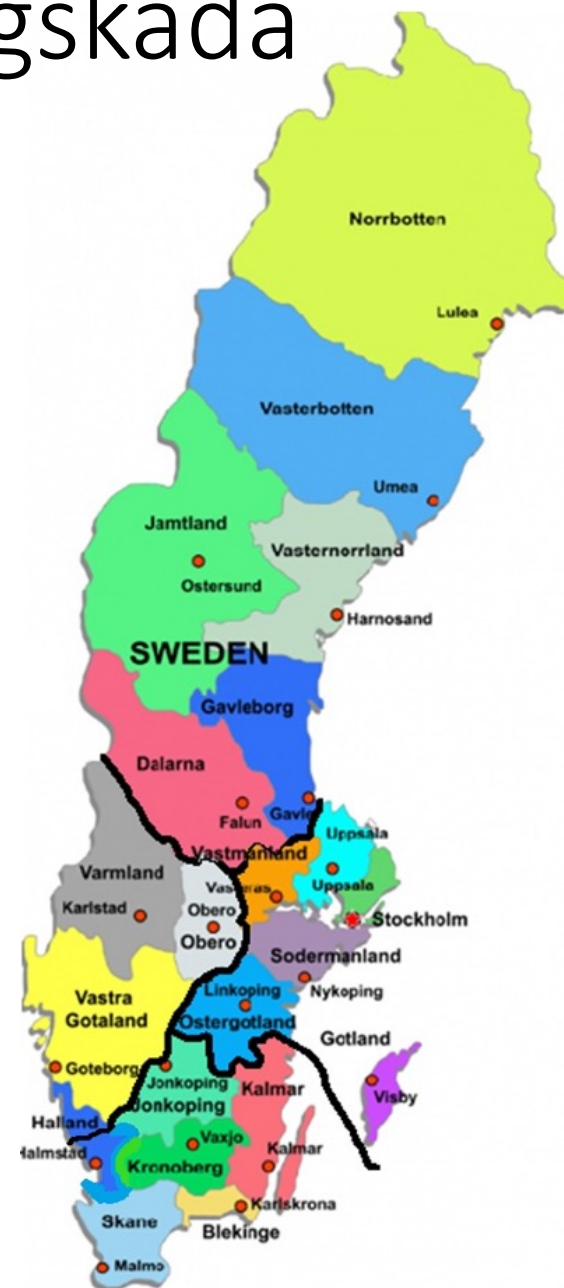 gskada
Norrbotten
Lulea
Vasterbotten
Umea
Jamtland
Vasternorrland
Ostersund
Harnosand
SWEDEN
Gavleborg
Dalarna
Gavle
Falun
Uppsala
Vastmanland
Varmland
Uppsala
Karlstad
Obero
Stockholm
Obero
Sodermanland
Linkoping
Nykoping
Vastra
Gotaland
Ostergotland
Gotland
Goteborg
Jonkoping
Kalmar
Visby
Jonkoping
Halland
Vaxjo
Halmstad
Kalmar
Kronoberg
Karlskrona
Skane
Blekinge
Malmo